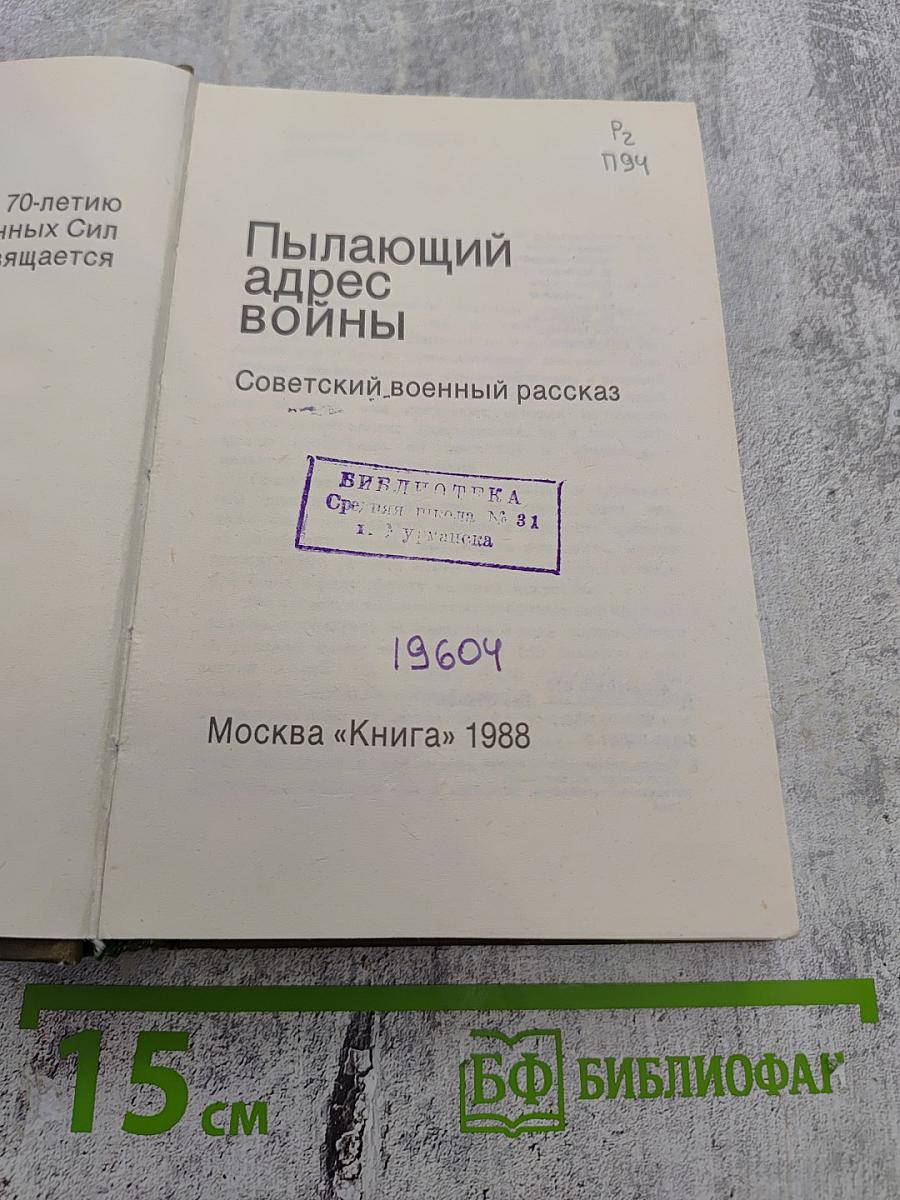 70-летию
нных Сил
вящается
Р2
П94
Пылающий
адрес
войны
Советский военный рассказ
БИБЛИОТЕКА
Средняя школа № 31
г. Мурманска
19604
Москва «Книга» 1988
15 см
БФ БИБЛИОФА